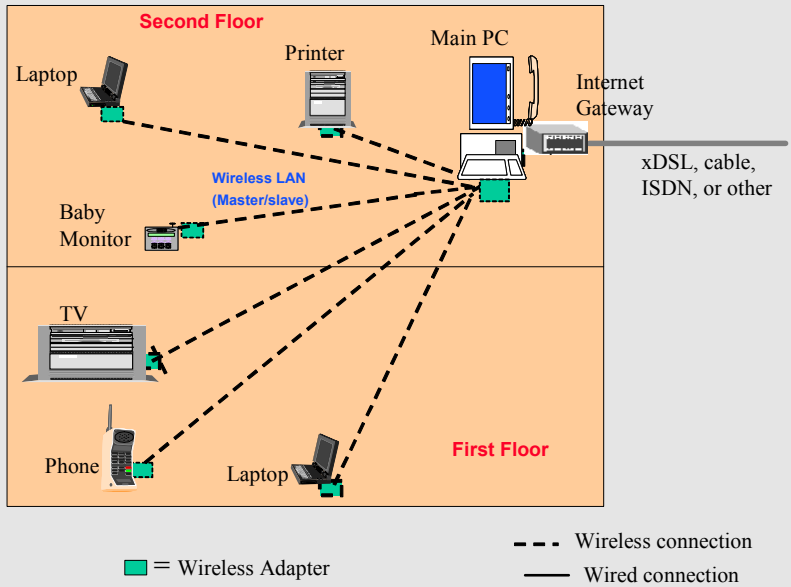 Second Floor
Main PC
Printer
Laptop
Internet
Gateway
xDSL, cable,
ISDN, or other
Wireless LAN
(Master/slave)
Baby
Monitor
TV
Phone
Laptop
First Floor
Wireless connection
= Wireless Adapter
Wired connection